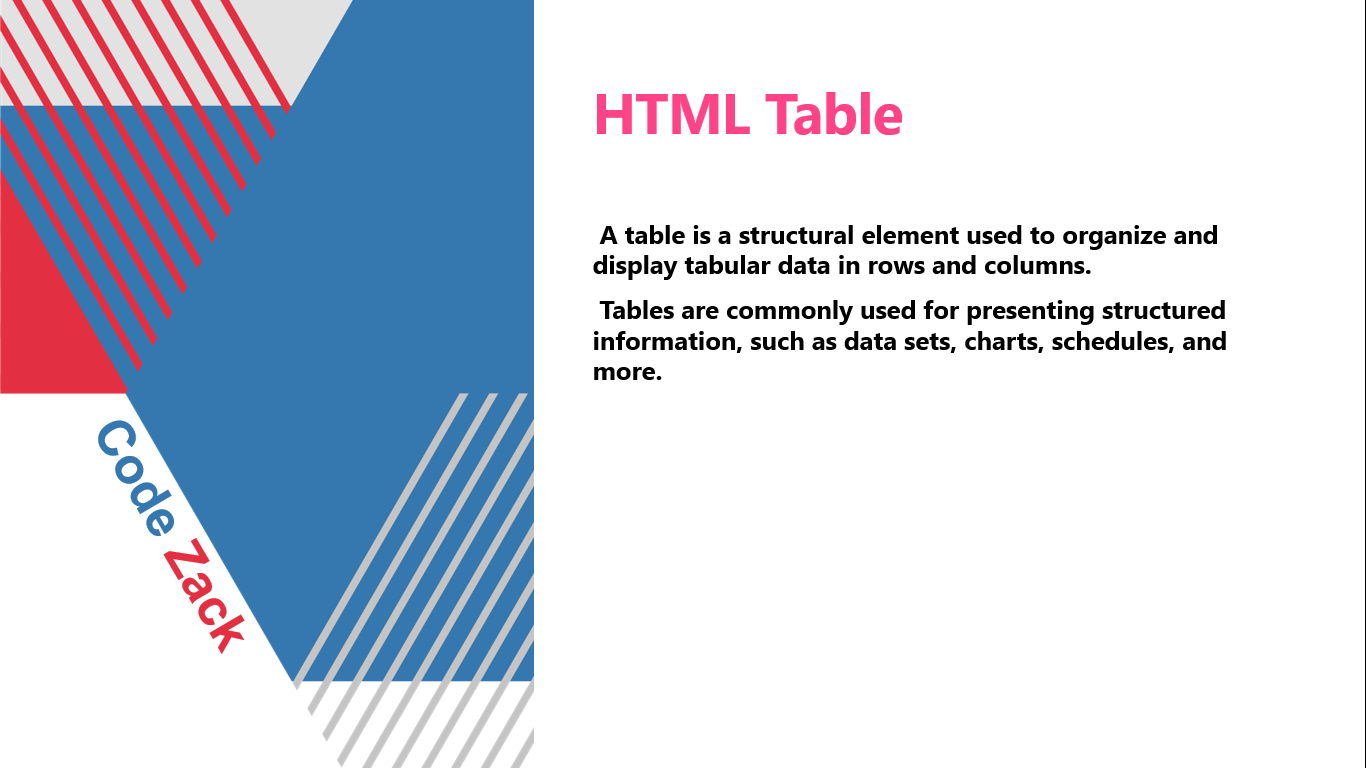 HTML Table
A table is a structural element used to organize and
display tabular data in rows and columns.
Tables are commonly used for presenting structured
information, such as data sets, charts, schedules, and
more.
Code Zack